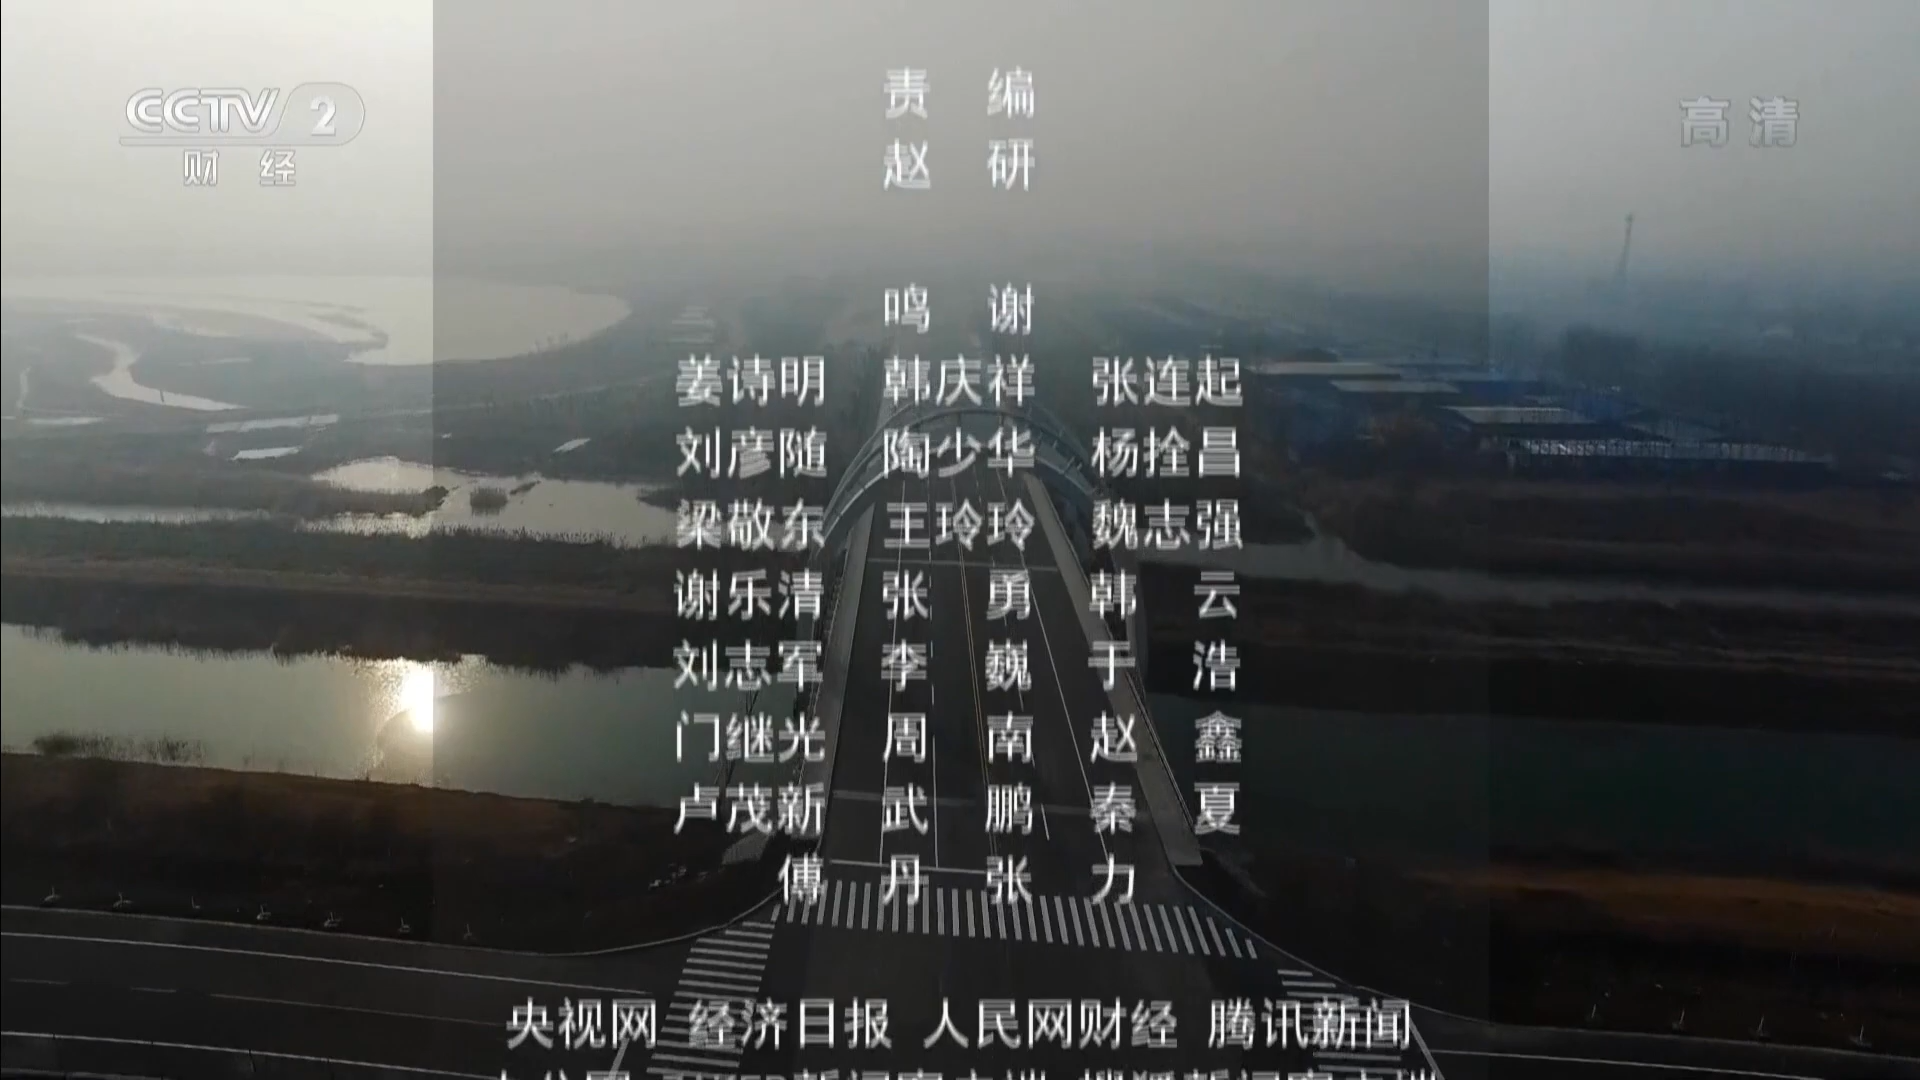 CCTV 2
财 经
高清
责 编
赵 研
鸣 谢
姜诗明 韩庆祥 张连起
刘彦随 陶少华 杨拴昌
梁敬东 王玲玲 魏志强
谢乐清 张 勇 韩 云
刘志军 李 巍 于 浩
门继光 周 南 赵 鑫
卢茂新 武 鹏 秦 夏
傅 丹 张 力
央视网 经济日报 人民网财经 腾讯新闻